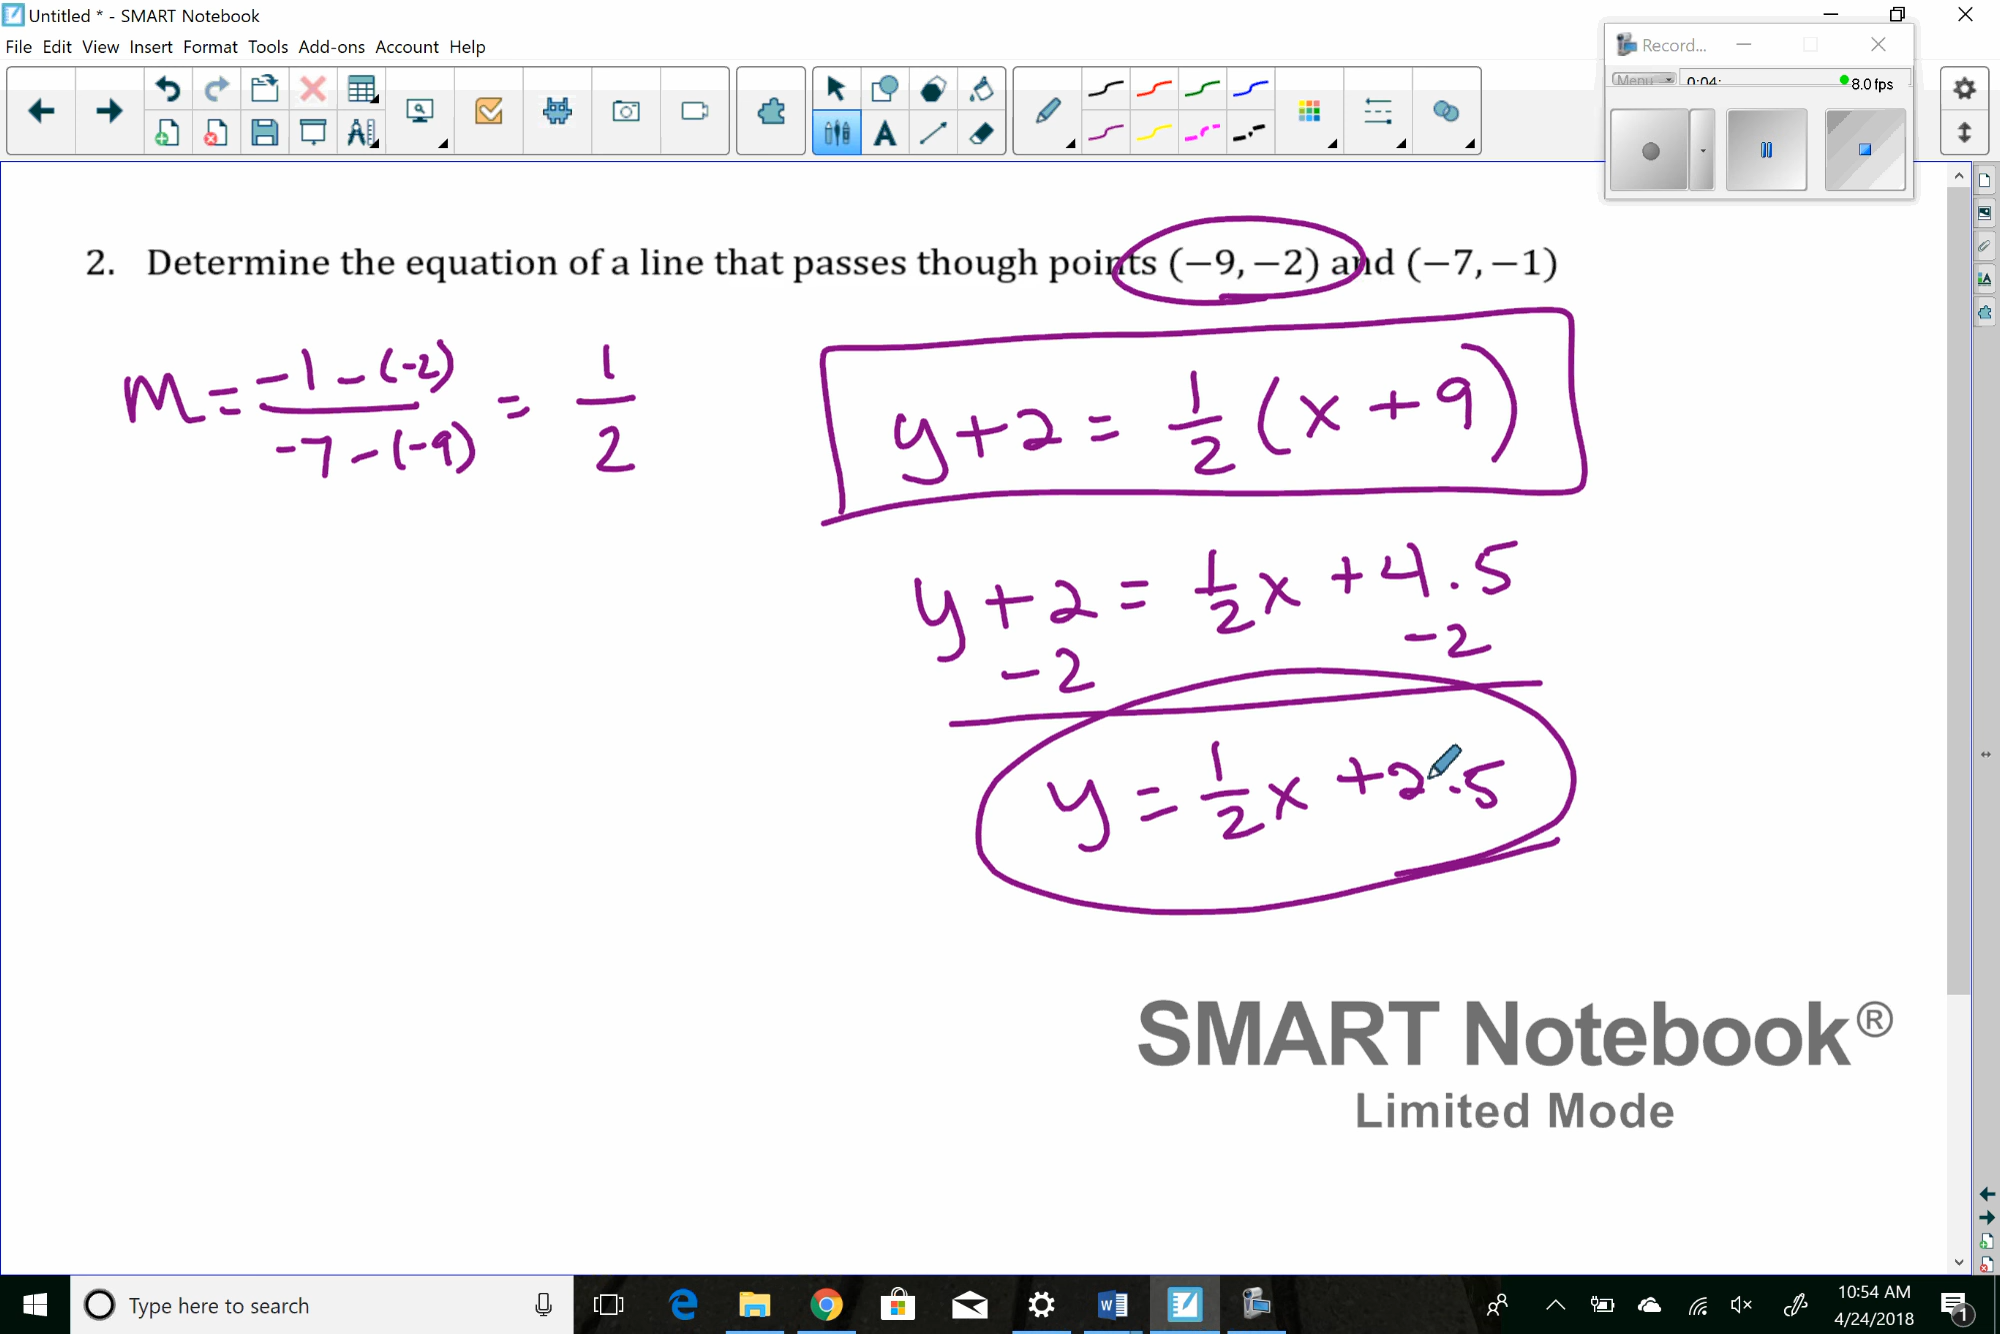 Untitled * - SMART Notebook
File Edit View Insert Format Tools Add-ons Account Help
Record...
Menu 0:04: 8.0 fps
2. Determine the equation of a line that passes though points (−9, −2) and (−7, −1)
m = -1 - (-2) / -7 - (-9) = 1/2
y + 2 = 1/2 (x + 9)
y + 2 = 1/2 x + 4.5
- 2 - 2
y = 1/2 x + 2.5
SMART Notebook®
Limited Mode
Type here to search
10:54 AM
4/24/2018
1